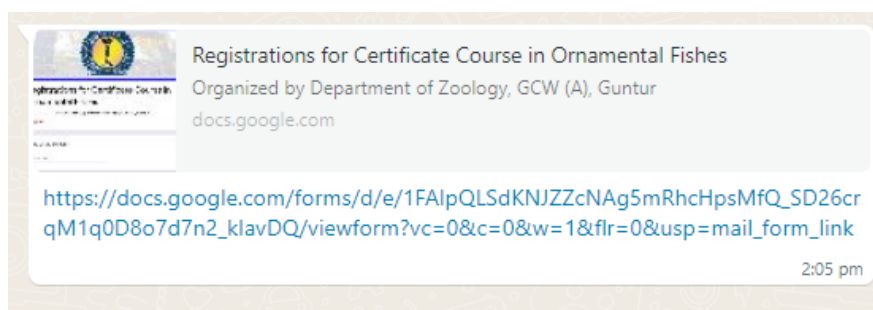 Registrations for Certificate Course in Ornamental Fishes
Organized by Department of Zoology, GCW (A), Guntur
docs.google.com
https://docs.google.com/forms/d/e/1FAIpQLSdKNJZZcNAg5mRhcHpsMfQ_SD26cr
qM1q0D8o7d7n2_klavDQ/viewform?vc=0&c=0&w=1&flr=0&usp=mail_form_link
2:05 pm